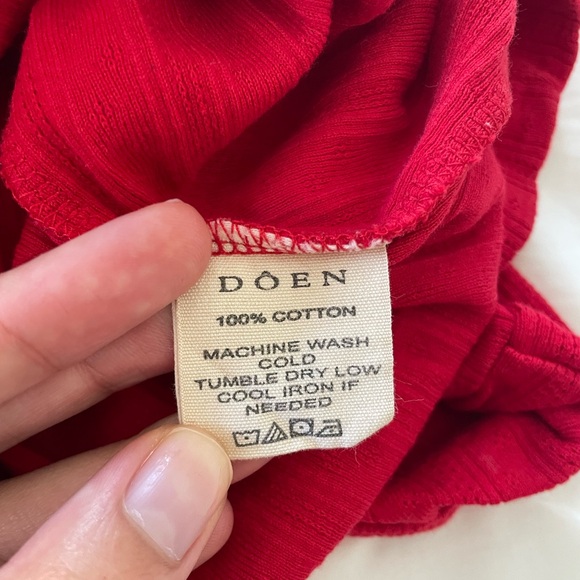 DÔEN
100% COTTON
MACHINE WASH
COLD
TUMBLE DRY LOW
COOL IRON IF
NEEDED